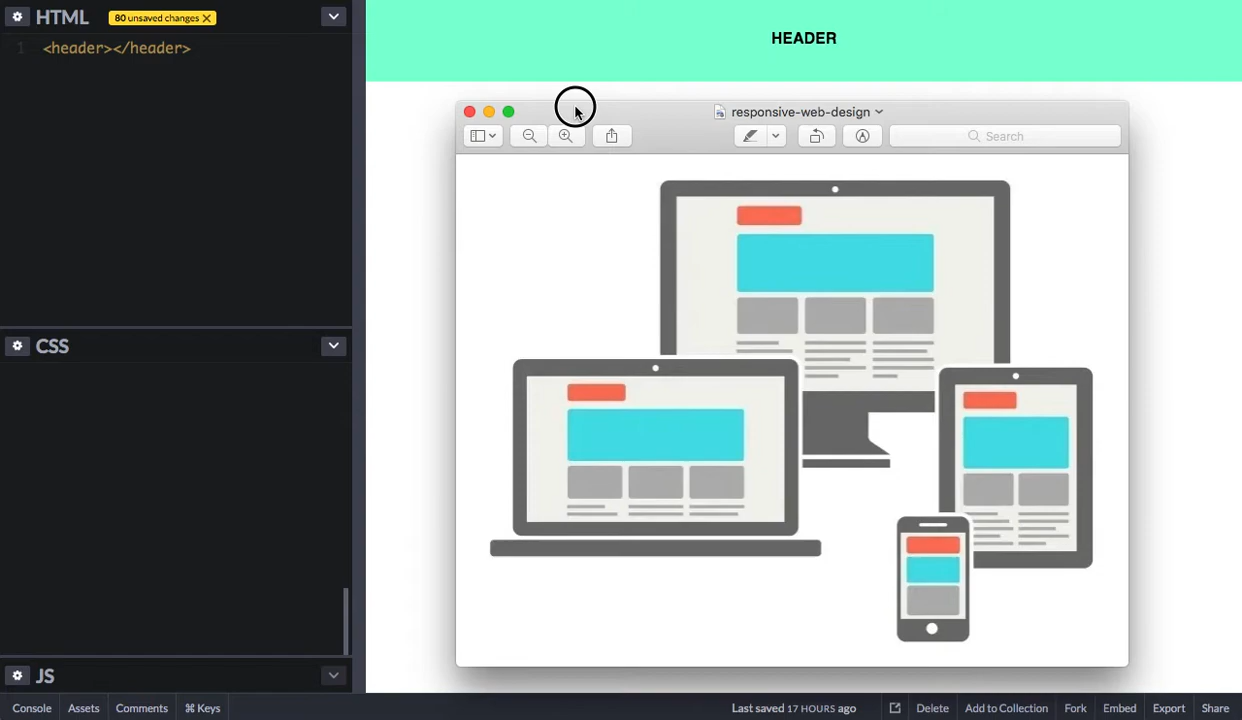 HTML
80 unsaved changes ×
1 <header></header>
HEADER
responsive-web-design
Search
CSS
JS
Console Assets Comments ⌘ Keys Last saved 17 HOURS ago Delete Add to Collection Fork Embed Export Share